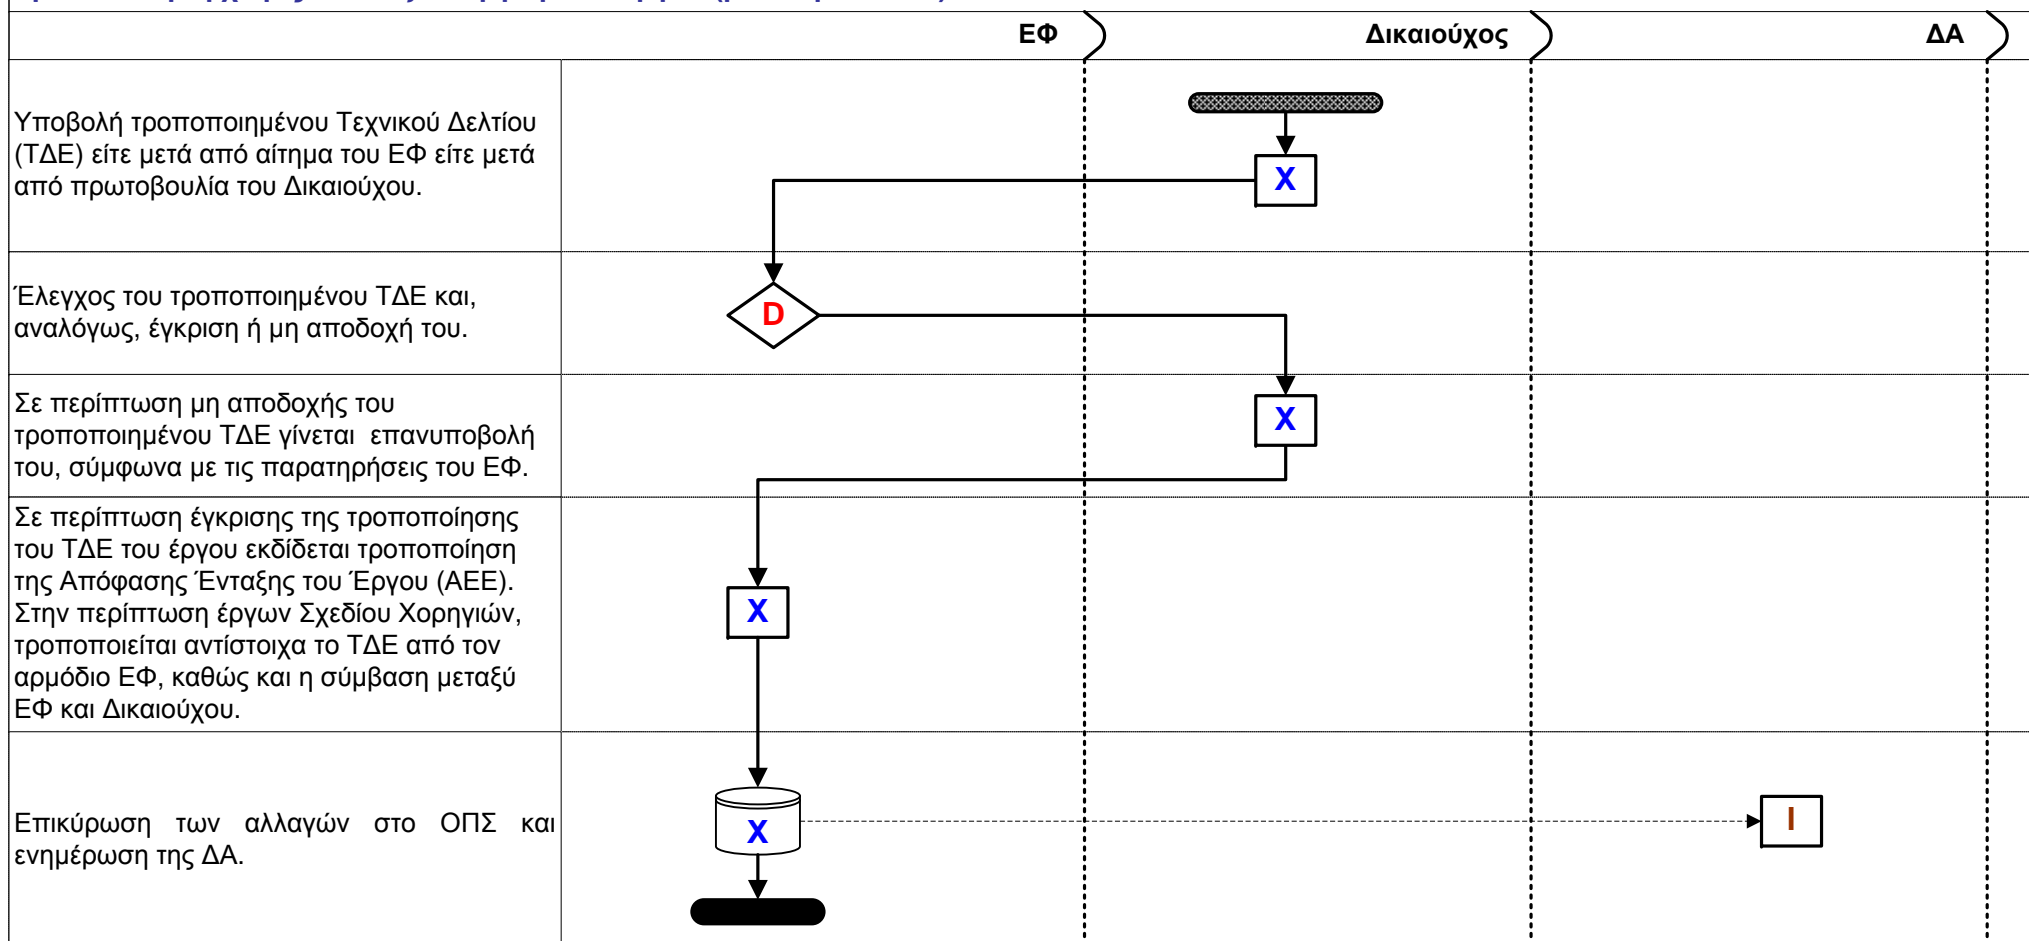 ΕΦ
Δικαιούχος
ΔΑ
Υποβολή τροποποιημένου Τεχνικού Δελτίου
(ΤΔΕ) είτε μετά από αίτημα του ΕΦ είτε μετά
από πρωτοβουλία του Δικαιούχου.
X
Έλεγχος του τροποποιημένου ΤΔΕ και,
αναλόγως, έγκριση ή μη αποδοχή του.
D
Σε περίπτωση μη αποδοχής του
τροποποιημένου ΤΔΕ γίνεται επανυποβολή
του, σύμφωνα με τις παρατηρήσεις του ΕΦ.
X
Σε περίπτωση έγκρισης της τροποποίησης
του ΤΔΕ του έργου εκδίδεται τροποποίηση
της Απόφασης Ένταξης του Έργου (ΑΕΕ).
Στην περίπτωση έργων Σχεδίου Χορηγιών,
τροποποιείται αντίστοιχα το ΤΔΕ από τον
αρμόδιο ΕΦ, καθώς και η σύμβαση μεταξύ
ΕΦ και Δικαιούχου.
X
Επικύρωση των αλλαγών στο ΟΠΣ και
ενημέρωση της ΔΑ.
X
I